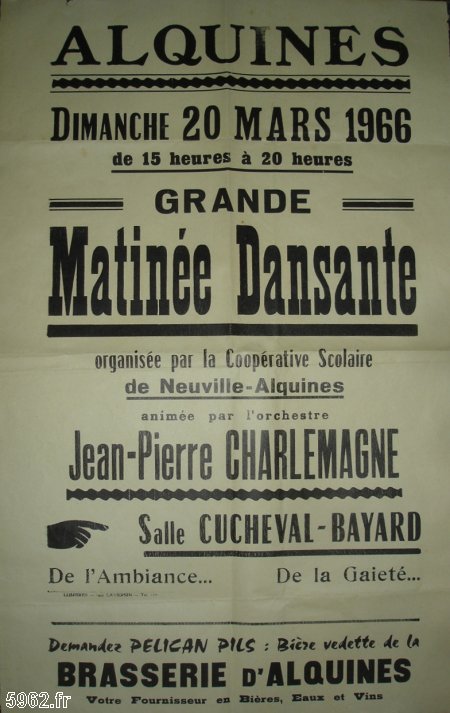 ALQUINES
DIMANCHE 20 MARS 1966
de 15 heures à 20 heures
GRANDE
Matinée Dansante
organisée par la Coopérative Scolaire
de Neuville-Alquines
animée par l'orchestre
Jean-Pierre CHARLEMAGNE
Salle CUCHEVAL-BAYARD
De l'Ambiance... De la Gaieté...
Demandez PELICAN PILS : Bière vedette de la
BRASSERIE D'ALQUINES
Votre Fournisseur en Bières, Eaux et Vins
5962.fr